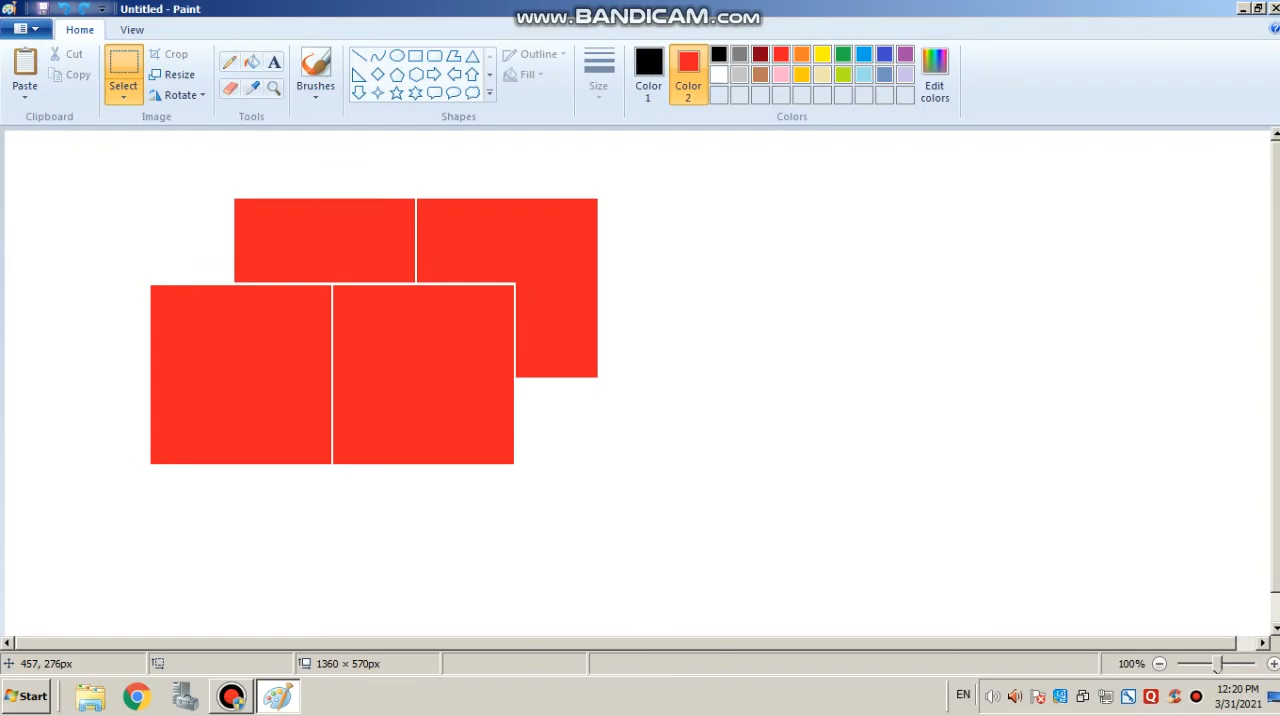 Untitled - Paint
www.BANDICAM.com
Home
View
Paste
Cut
Copy
Clipboard
Select
Crop
Resize
Rotate
Image
A
Tools
Brushes
Shapes
Outline
Fill
Size
Color 1
Color 2
Edit colors
Colors
457, 276px
1360 × 570px
100%
Start
EN
12:20 PM
3/31/2021